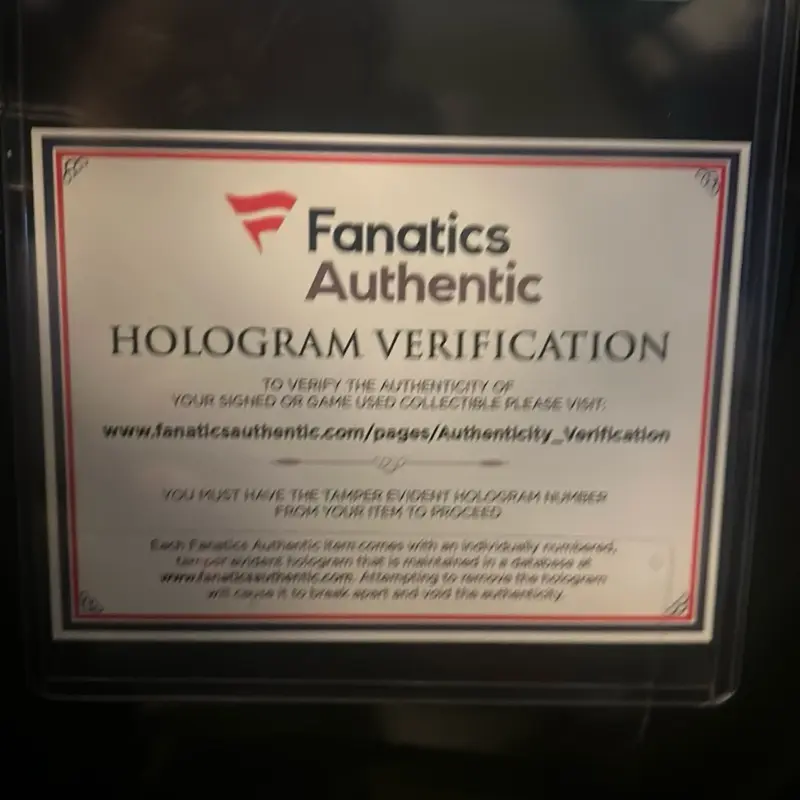 Fanatics
Authentic
HOLOGRAM VERIFICATION
TO VERIFY THE AUTHENTICITY OF
YOUR SIGNED OR GAME USED COLLECTIBLE PLEASE VISIT:
www.fanaticsauthentic.com/pages/Authenticity_Verification
YOU MUST HAVE THE TAMPER EVIDENT HOLOGRAM NUMBER
FROM YOUR ITEM TO PROCEED
Each Fanatics Authentic item comes with an individually numbered,
tamper evident hologram that is maintained in a database at
www.fanaticsauthentic.com. Attempting to remove the hologram
will cause it to break apart and void the authenticity.